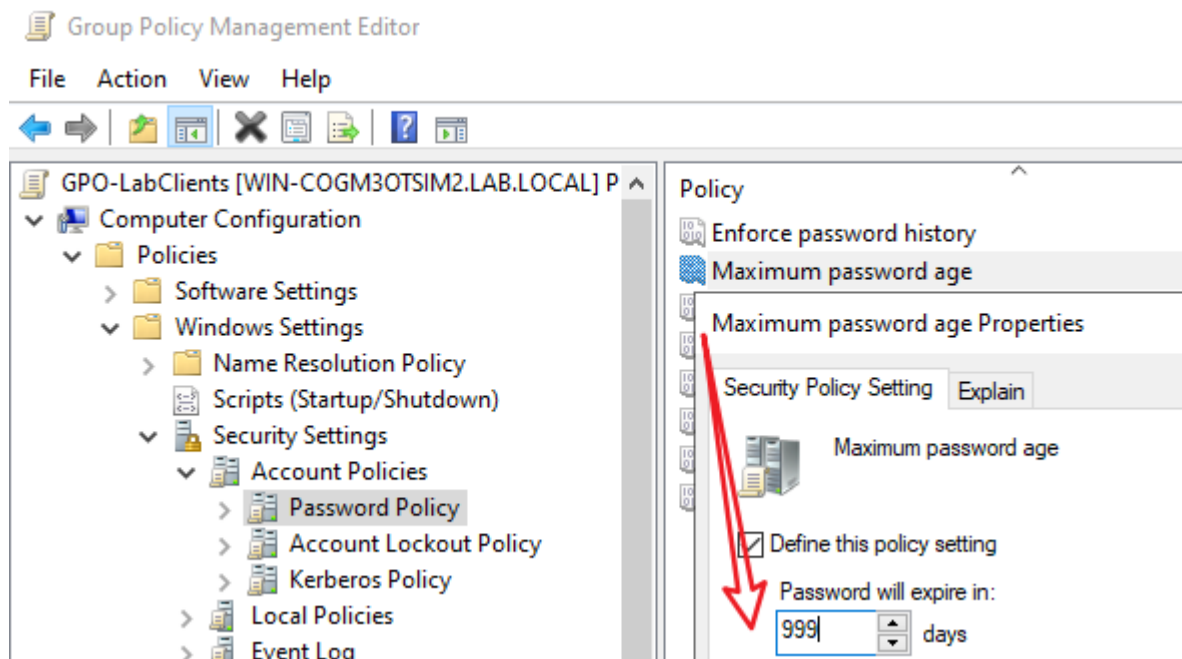 Group Policy Management Editor
File Action View Help
GPO-LabClients [WIN-COGM3OTSIM2.LAB.LOCAL] P
Computer Configuration
Policies
Software Settings
Windows Settings
Name Resolution Policy
Scripts (Startup/Shutdown)
Security Settings
Account Policies
Password Policy
Account Lockout Policy
Kerberos Policy
Local Policies
Event Log
Policy
Enforce password history
Maximum password age
Maximum password age Properties
Security Policy Setting Explain
Maximum password age
Define this policy setting
Password will expire in:
999 days